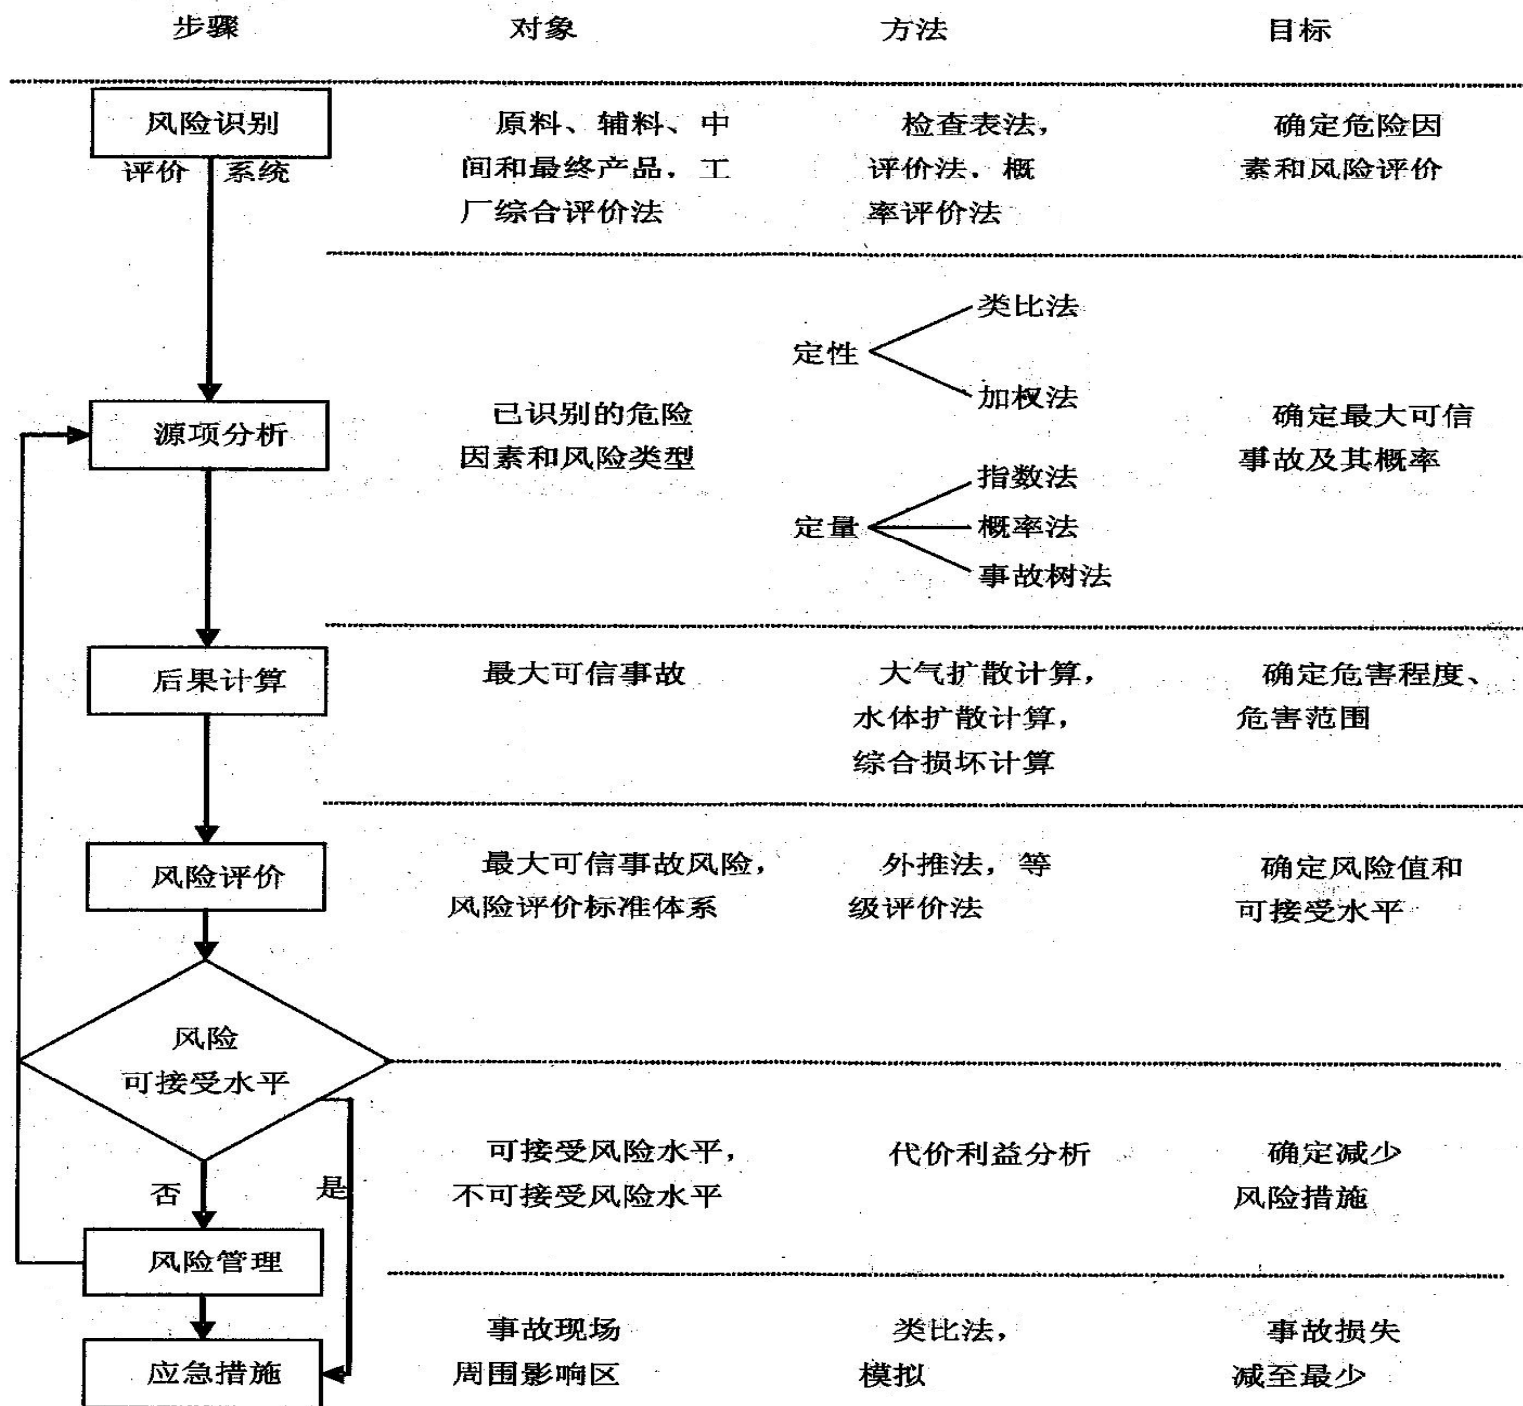 步骤 对象 方法 目标
风险识别
评价 系统
原料、辅料、中
间和最终产品，工
厂综合评价法
检查表法，
评价法，概
率评价法
确定危险因
素和风险评价
源项分析
已识别的危险
因素和风险类型
定性
类比法
加权法
定量
指数法
概率法
事故树法
确定最大可信
事故及其概率
后果计算
最大可信事故
大气扩散计算，
水体扩散计算，
综合损坏计算
确定危害程度、
危害范围
风险评价
最大可信事故风险，
风险评价标准体系
外推法，等
级评价法
确定风险值和
可接受水平
风险
可接受水平
否
是
可接受风险水平，
不可接受风险水平
代价利益分析
确定减少
风险措施
风险管理
应急措施
事故现场
周围影响区
类比法，
模拟
事故损失
减至最少